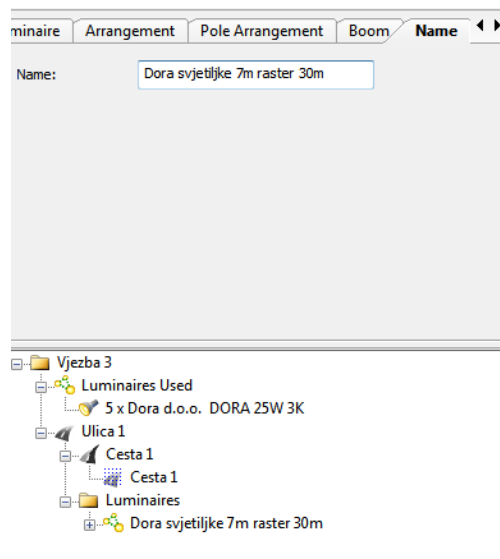 minaire Arrangement Pole Arrangement Boom Name
Name: Dora svjetiljke 7m raster 30m
Vjezba 3
Luminaires Used
5 x Dora d.o.o. DORA 25W 3K
Ulica 1
Cesta 1
Cesta 1
Luminaires
Dora svjetiljke 7m raster 30m